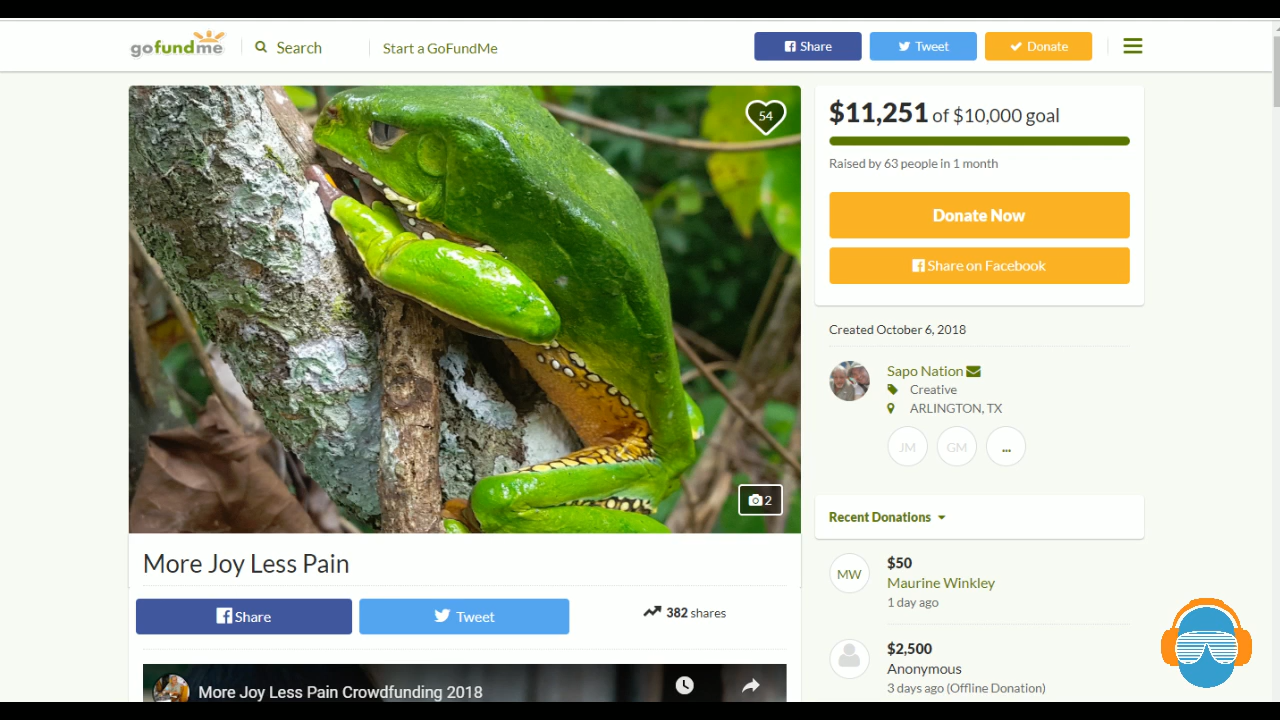 gofundme
Search
Start a GoFundMe
Share
Tweet
Donate
54
2
More Joy Less Pain
Share
Tweet
382 shares
More Joy Less Pain Crowdfunding 2018
$11,251 of $10,000 goal
Raised by 63 people in 1 month
Donate Now
Share on Facebook
Created October 6, 2018
Sapo Nation
Creative
ARLINGTON, TX
JM
GM
...
Recent Donations
MW
$50
Maurine Winkley
1 day ago
$2,500
Anonymous
3 days ago (Offline Donation)